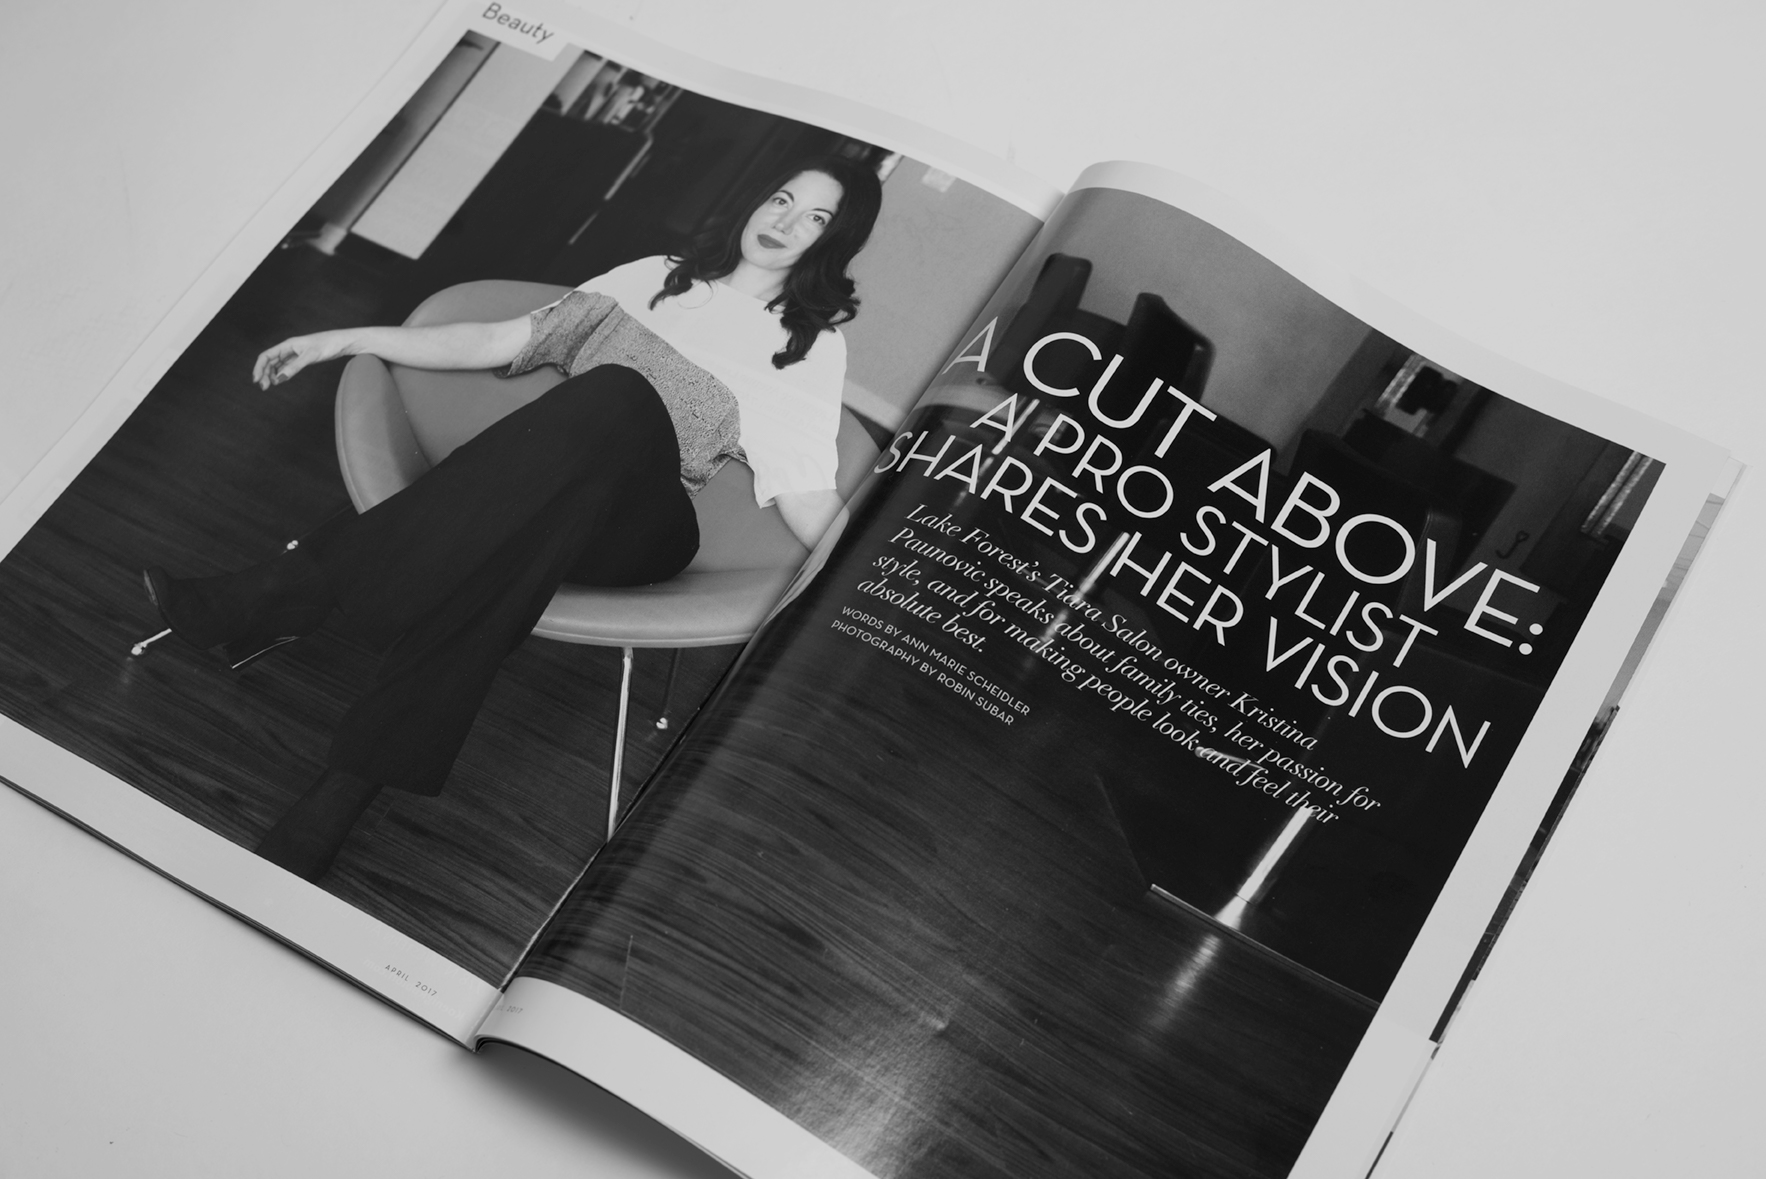 Beauty
A CUT ABOVE:
A PRO STYLIST
SHARES HER VISION
Lake Forest's Tiara Salon owner Kristina
Paunovic speaks about family ties, her passion for
style, and for making people look and feel their
absolute best.
WORDS BY ANN MARIE SCHEIDLER
PHOTOGRAPHY BY ROBIN SUBAR
APRIL 2017
2017